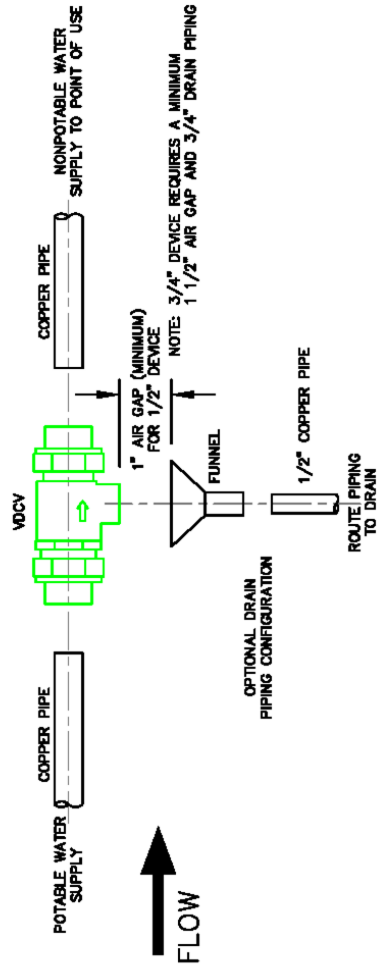 VDCV
COPPER PIPE
POTABLE WATER
SUPPLY
COPPER PIPE
NONPOTABLE WATER
SUPPLY TO POINT OF USE
1" AIR GAP (MINIMUM)
FOR 1/2" DEVICE
NOTE: 3/4" DEVICE REQUIRES A MINIMUM
1 1/2" AIR GAP AND 3/4" DRAIN PIPING
FLOW
FUNNEL
OPTIONAL DRAIN
PIPING CONFIGURATION
1/2" COPPER PIPE
ROUTE PIPING
TO DRAIN